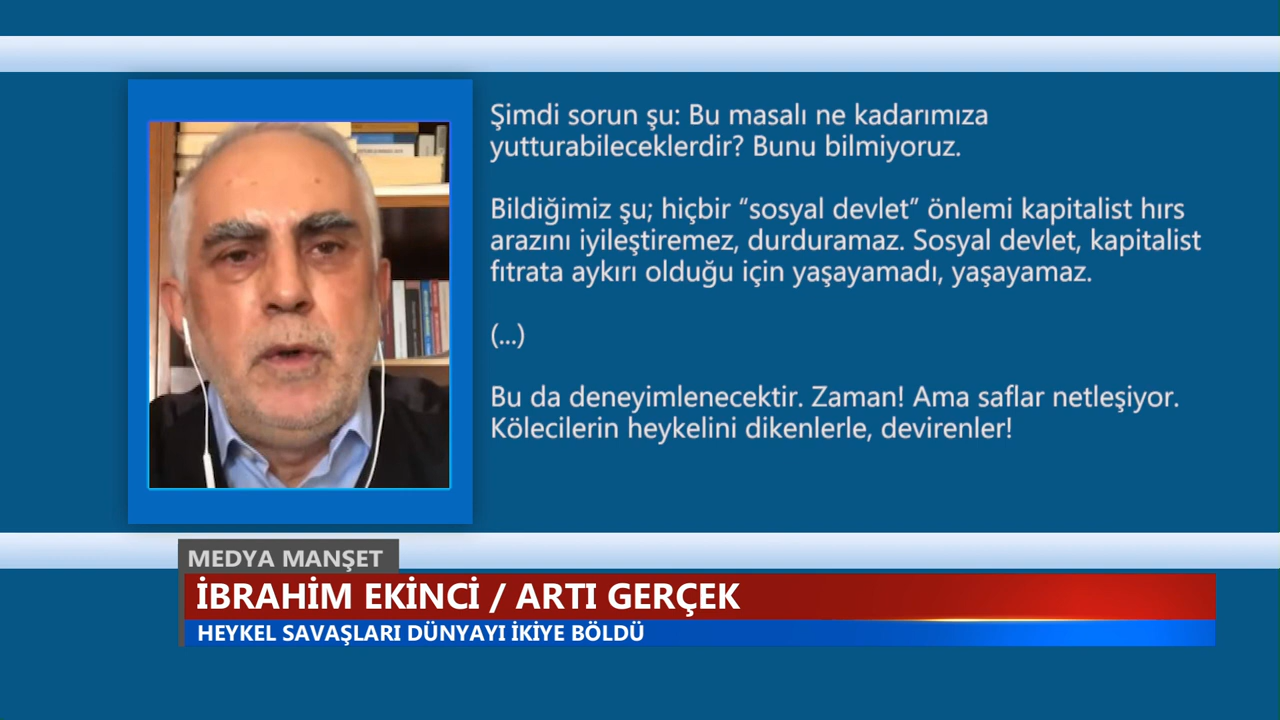 Şimdi sorun şu: Bu masalı ne kadarımıza
yutturabileceklerdir? Bunu bilmiyoruz.
Bildiğimiz şu; hiçbir “sosyal devlet” önlemi kapitalist hırs
arazını iyileştiremez, durduramaz. Sosyal devlet, kapitalist
fıtrata aykırı olduğu için yaşayamadı, yaşayamaz.
(...)
Bu da deneyimlenecektir. Zaman! Ama saflar netleşiyor.
Kölecilerin heykelini dikenlerle, devirenler!
MEDYA MANŞET
İBRAHİM EKİNCİ / ARTI GERÇEK
HEYKEL SAVAŞLARI DÜNYAYI İKİYE BÖLDÜ